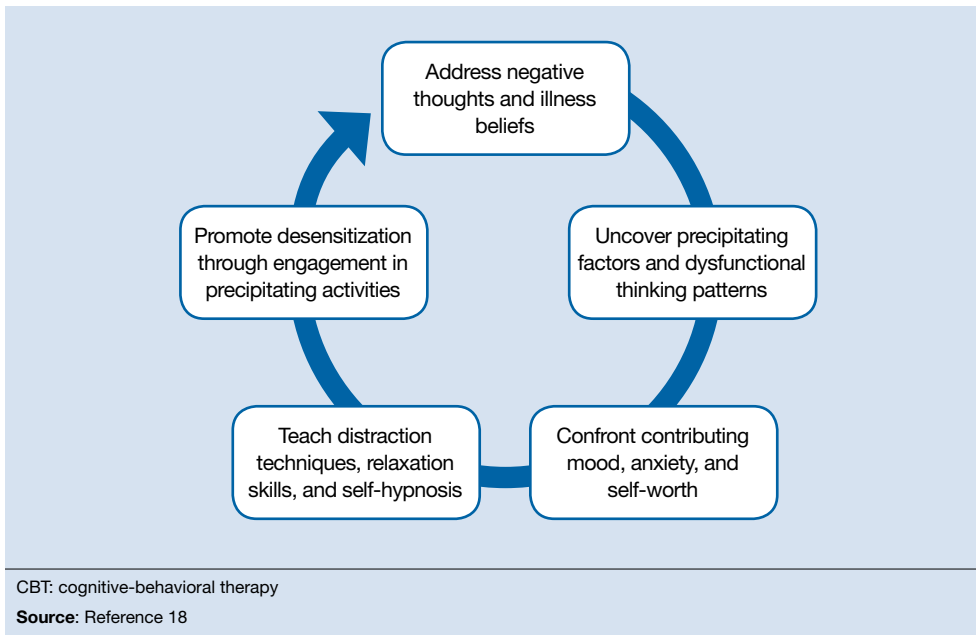 Address negative
thoughts and illness
beliefs
Uncover precipitating
factors and dysfunctional
thinking patterns
Confront contributing
mood, anxiety, and
self-worth
Teach distraction
techniques, relaxation
skills, and self-hypnosis
Promote desensitization
through engagement in
precipitating activities
CBT: cognitive-behavioral therapy
Source: Reference 18